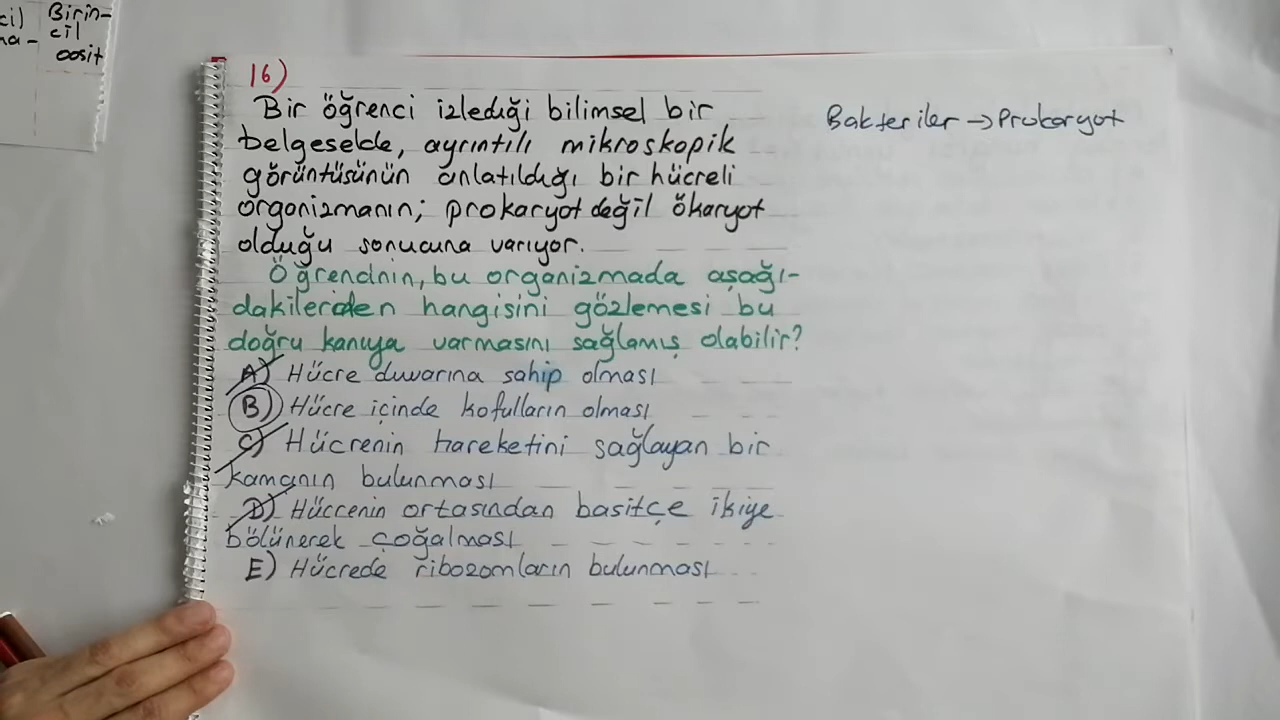 ci)
na-
Birin-
cil
16)
Bir öğrenci izlediği bilimsel bir
belgeselde, ayrıntılı mikroskopik
görüntüsünün anlatıldığı bir hücreli
organizmanın; prokaryot değil ökaryot
olduğu sonucuna varıyor.
Öğrencinin, bu organizmada aşağı-
dakilerden hangisini gözlemesi bu
doğru kanıya varmasını sağlamış olabilir?
A) Hücre duvarına sahip olması
B) Hücre içinde kofulların olması
C) Hücrenin hareketini sağlayan bir
kamçının bulunması
D) Hücrenin ortasından basitçe ikiye
bölünerek çoğalması
E) Hücrede ribozomların bulunması
Bakteriler → Prokaryot